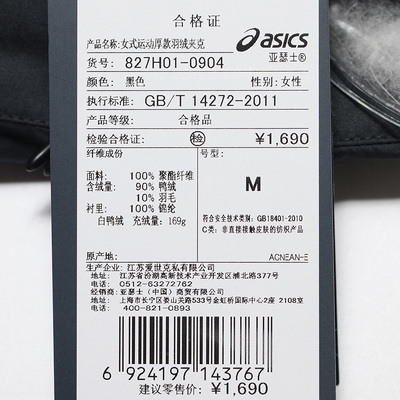 合格证
产品名称:女式运动厚款羽绒夹克
asics
亚瑟士®
货号: 827H01-0904
颜色: 黑色 性别: 女性
执行标准: GB/T 14272-2011
产品等级: 合格品
检验合格证: 检 ¥1,690
纤维成份 号型:
面料: 100% 聚酯纤维
含绒量: 90% 鸭绒
10% 羽毛
衬里: 100% 锦纶
白鸭绒 充绒量: 169g
M
符合安全技术类别: GB18401-2010
C类: 非直接接触皮肤的纺织产品
原产地: ACNEAN-E
生产企业: 江苏爱世克私有限公司
地址: 江苏省汾湖高新技术产业开发区浦北路377号
电话: 0512-63272762
经销商: 亚瑟士（中国）商贸有限公司
地址: 上海市长宁区娄山关路533号金虹桥国际中心座 2108室
电话: 400-821-0893
6 924197 143767
建议零售价: ¥1,690